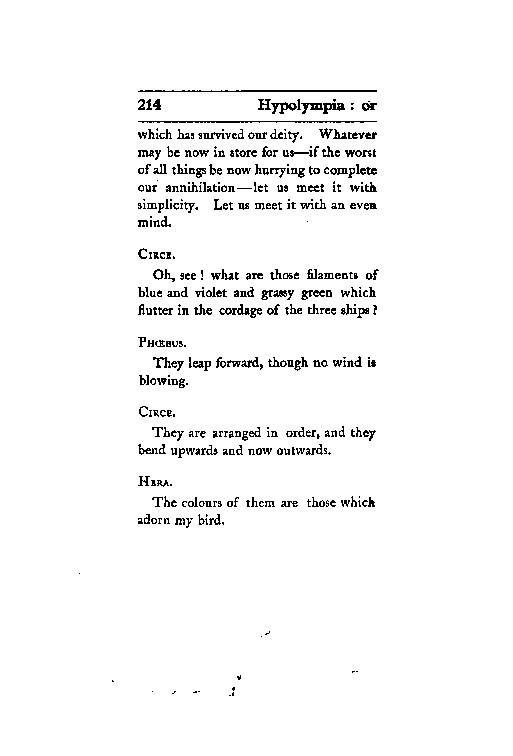 214 Hypolympia : or
which has survived our deity. Whatever
may be now in store for us—if the worst
of all things be now hurrying to complete
our annihilation—let us meet it with
simplicity. Let us meet it with an even
mind.
Circe.
Oh, see ! what are those filaments of
blue and violet and grassy green which
flutter in the cordage of the three ships ?
Phœbus.
They leap forward, though no wind is
blowing.
Circe.
They are arranged in order, and they
bend upwards and now outwards.
Hera.
The colours of them are those which
adorn my bird.